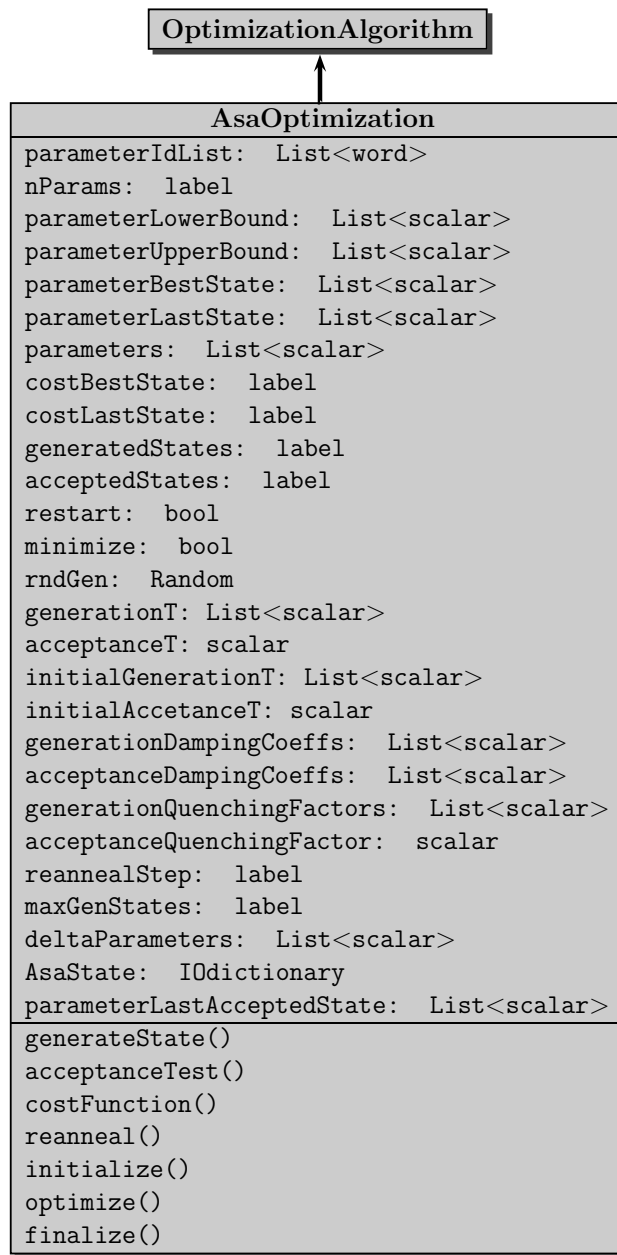 OptimizationAlgorithm
AsaOptimization
parameterIdList: List<word>
nParams: label
parameterLowerBound: List<scalar>
parameterUpperBound: List<scalar>
parameterBestState: List<scalar>
parameterLastState: List<scalar>
parameters: List<scalar>
costBestState: label
costLastState: label
generatedStates: label
acceptedStates: label
restart: bool
minimize: bool
rndGen: Random
generationT: List<scalar>
acceptanceT: scalar
initialGenerationT: List<scalar>
initialAccetanceT: scalar
generationDampingCoeffs: List<scalar>
acceptanceDampingCoeffs: List<scalar>
generationQuenchingFactors: List<scalar>
acceptanceQuenchingFactor: scalar
reannealStep: label
maxGenStates: label
deltaParameters: List<scalar>
AsaState: IOdictionary
parameterLastAcceptedState: List<scalar>
generateState()
acceptanceTest()
costFunction()
reanneal()
initialize()
optimize()
finalize()